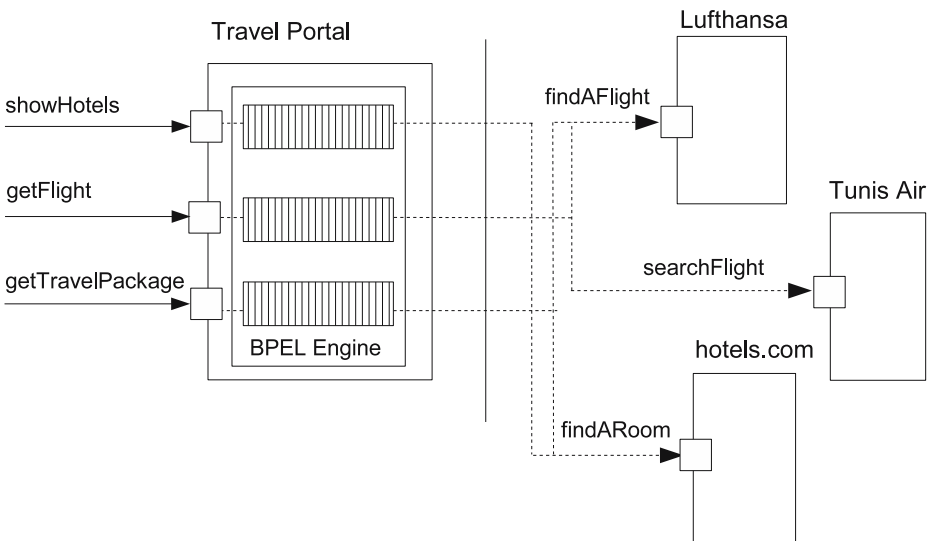 Travel Portal
Lufthansa
showHotels
findAFlight
getFlight
Tunis Air
searchFlight
getTravelPackage
BPEL Engine
hotels.com
findARoom